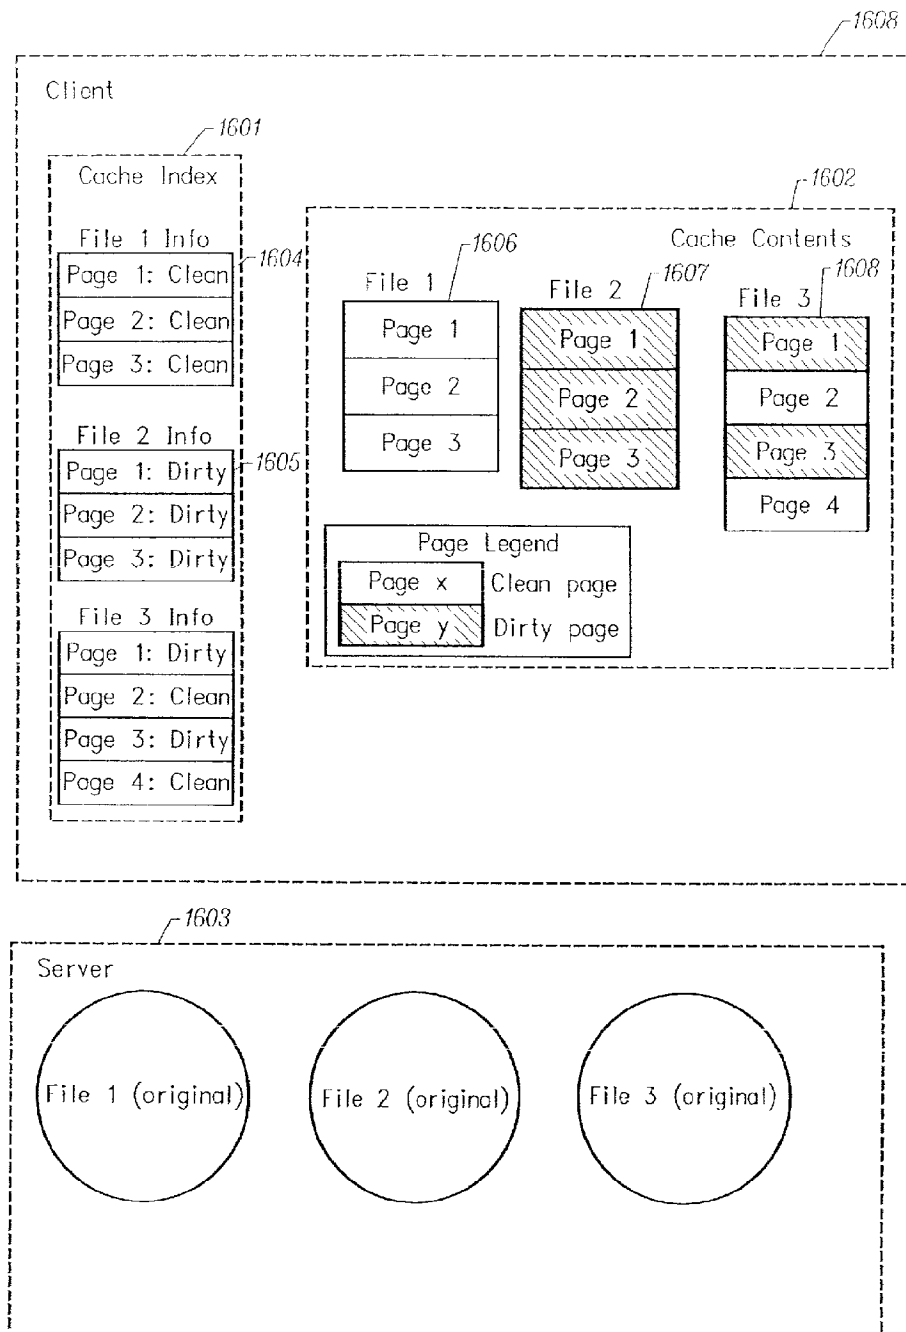 1608
Client
1601
Cache Index
File 1 Info
1604
Page 1: Clean
Page 2: Clean
Page 3: Clean
File 2 Info
1605
Page 1: Dirty
Page 2: Dirty
Page 3: Dirty
File 3 Info
Page 1: Dirty
Page 2: Clean
Page 3: Dirty
Page 4: Clean
1602
Cache Contents
1606
File 1
Page 1
Page 2
Page 3
1607
File 2
Page 1
Page 2
Page 3
1608
File 3
Page 1
Page 2
Page 3
Page 4
Page Legend
Page x Clean page
Page y Dirty page
1603
Server
File 1 (original)
File 2 (original)
File 3 (original)